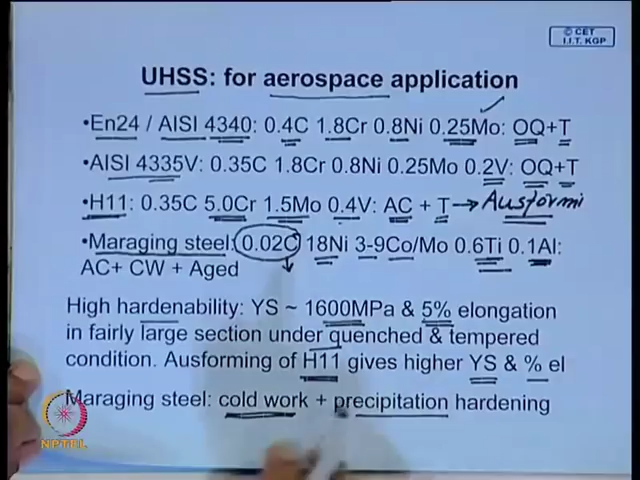 © CET
I.I.T. KGP
UHSS: for aerospace application
•En24 / AISI 4340: 0.4C 1.8Cr 0.8Ni 0.25Mo: OQ+T
•AISI 4335V: 0.35C 1.8Cr 0.8Ni 0.25Mo 0.2V: OQ+T
•H11: 0.35C 5.0Cr 1.5Mo 0.4V: AC + T → Ausformi
•Maraging steel: 0.02C 18Ni 3-9Co/Mo 0.6Ti 0.1Al:
AC+ CW + Aged
High hardenability: YS ~ 1600MPa & 5% elongation
in fairly large section under quenched & tempered
condition. Ausforming of H11 gives higher YS & % el
Maraging steel: cold work + precipitation hardening
NPTEL